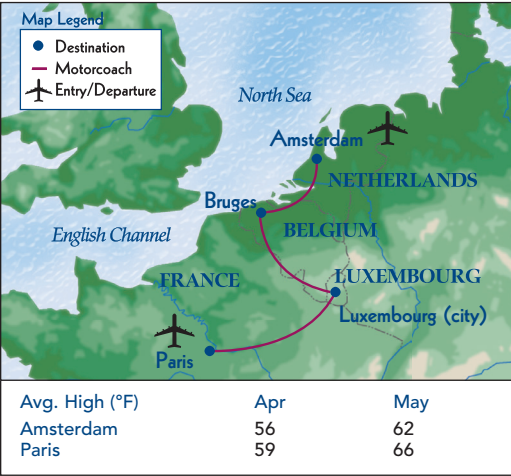 Map Legend
Destination
Motorcoach
Entry/Departure
North Sea
Amsterdam
NETHERLANDS
Bruges
BELGIUM
English Channel
FRANCE
LUXEMBOURG
Luxembourg (city)
Paris
Avg. High (°F) Apr May
Amsterdam 56 62
Paris 59 66